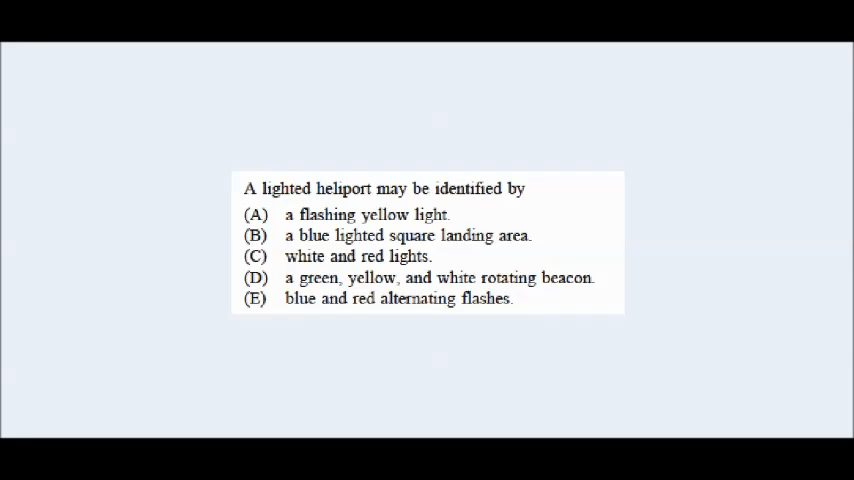 A lighted heliport may be identified by
(A) a flashing yellow light.
(B) a blue lighted square landing area.
(C) white and red lights.
(D) a green, yellow, and white rotating beacon.
(E) blue and red alternating flashes.